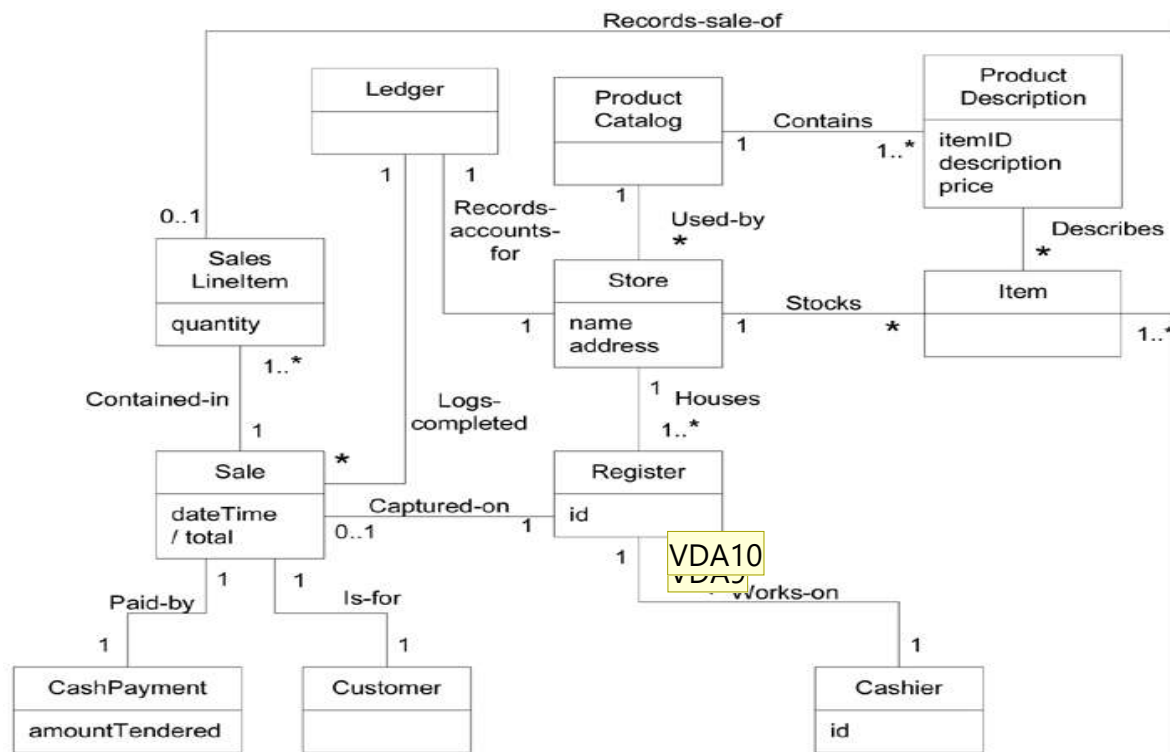 Records-sale-of
Ledger
Product
Catalog
Product
Description
Contains
1
1..*
itemID
description
price
1
1
1
0..1
Records-
accounts-
for
Used-by
*
Describes
*
Sales
LineItem
quantity
Store
name
address
Item
Stocks
1
1
*
1..*
1..*
Contained-in
1
Logs-
completed
*
1
Houses
1..*
Sale
dateTime
/ total
Captured-on
0..1
1
Register
id
VDA10
1
Works-on
1
1
1
Paid-by
Is-for
1
1
CashPayment
amountTendered
Customer
Cashier
id